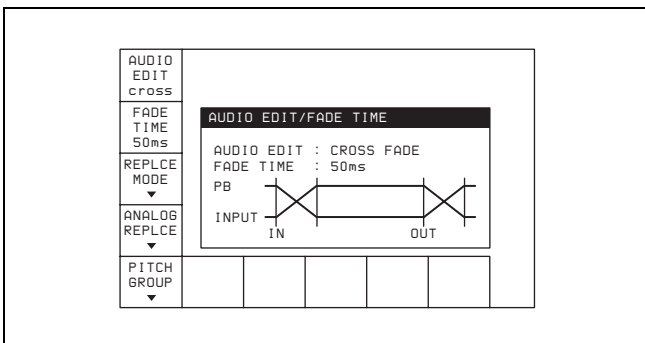 AUDIO
EDIT
cross
FADE
TIME
50ms
REPLCE
MODE
ANALOG
REPLCE
PITCH
GROUP
AUDIO EDIT/FADE TIME
AUDIO EDIT : CROSS FADE
FADE TIME : 50ms
PB
INPUT
IN OUT